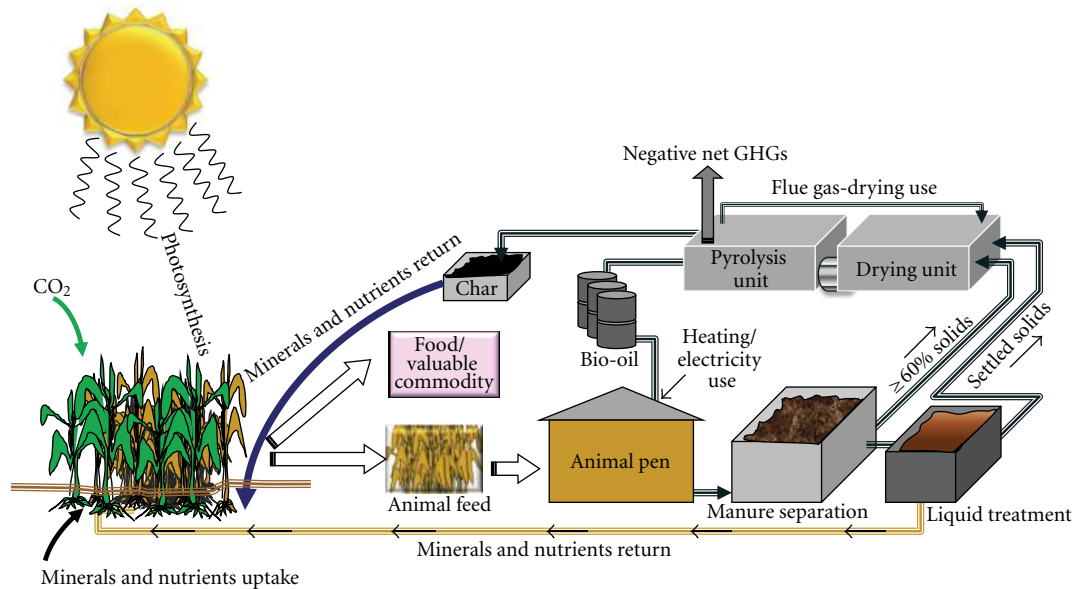 Negative net GHGs
Flue gas-drying use
Photosynthesis
Minerals and nutrients return
Pyrolysis
unit
Drying unit
CO₂
Char
Food/
valuable
commodity
Bio-oil
Heating/
electricity
use
≥60% solids
Settled solids
Animal pen
Animal feed
Manure separation
Liquid treatment
Minerals and nutrients return
Minerals and nutrients uptake